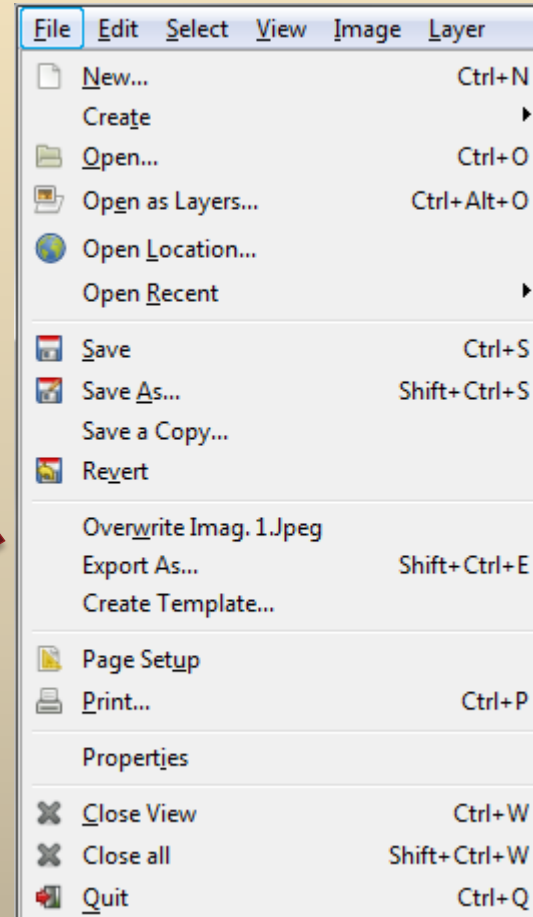 File Edit Select View Image Layer
New... Ctrl+N
Create
Open... Ctrl+O
Open as Layers... Ctrl+Alt+O
Open Location...
Open Recent
Save Ctrl+S
Save As... Shift+Ctrl+S
Save a Copy...
Revert
Overwrite Imag. 1.Jpeg
Export As... Shift+Ctrl+E
Create Template...
Page Setup
Print... Ctrl+P
Properties
Close View Ctrl+W
Close all Shift+Ctrl+W
Quit Ctrl+Q